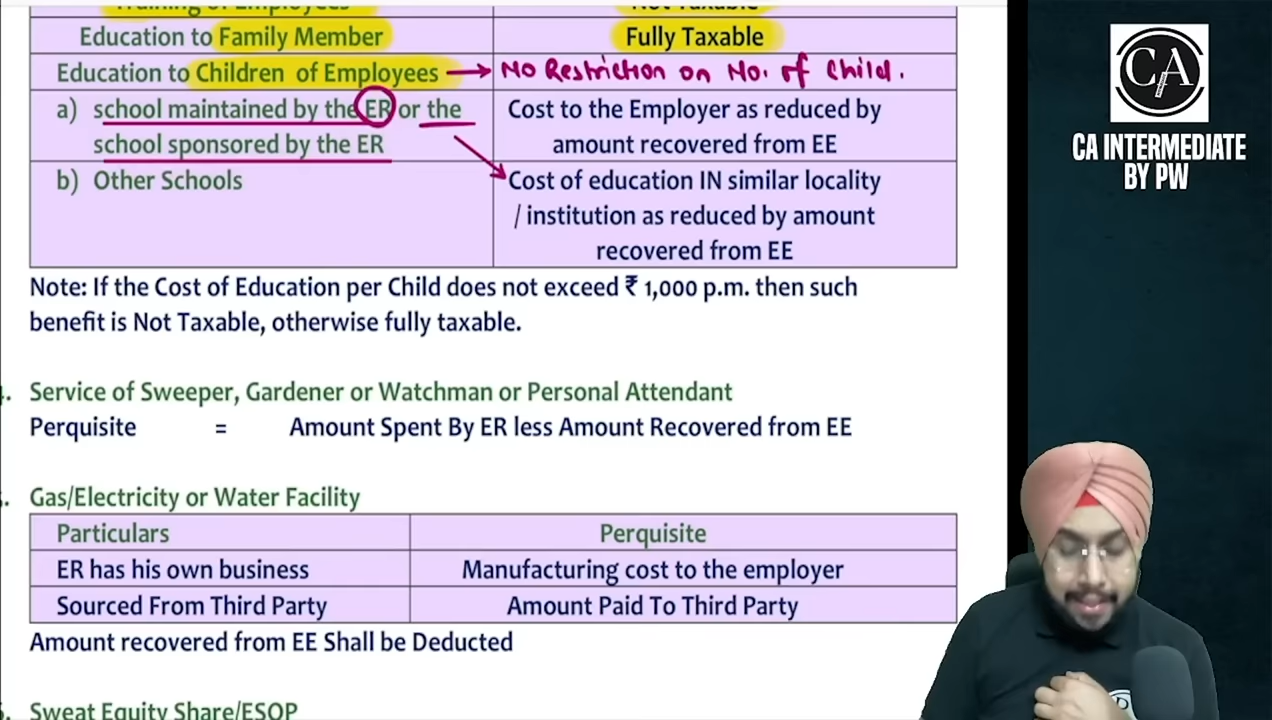 Training of Employees
Not Taxable
Education to Family Member
Fully Taxable
Education to Children of Employees
No Restriction on No. of Child.
a) school maintained by the ER or the
school sponsored by the ER
Cost to the Employer as reduced by
amount recovered from EE
b) Other Schools
Cost of education IN similar locality
/ institution as reduced by amount
recovered from EE
Note: If the Cost of Education per Child does not exceed ₹ 1,000 p.m. then such
benefit is Not Taxable, otherwise fully taxable.
Service of Sweeper, Gardener or Watchman or Personal Attendant
Perquisite = Amount Spent By ER less Amount Recovered from EE
Gas/Electricity or Water Facility
Particulars
Perquisite
ER has his own business
Manufacturing cost to the employer
Sourced From Third Party
Amount Paid To Third Party
Amount recovered from EE Shall be Deducted
Sweat Equity Share/ESOP
CA
CA INTERMEDIATE
BY PW